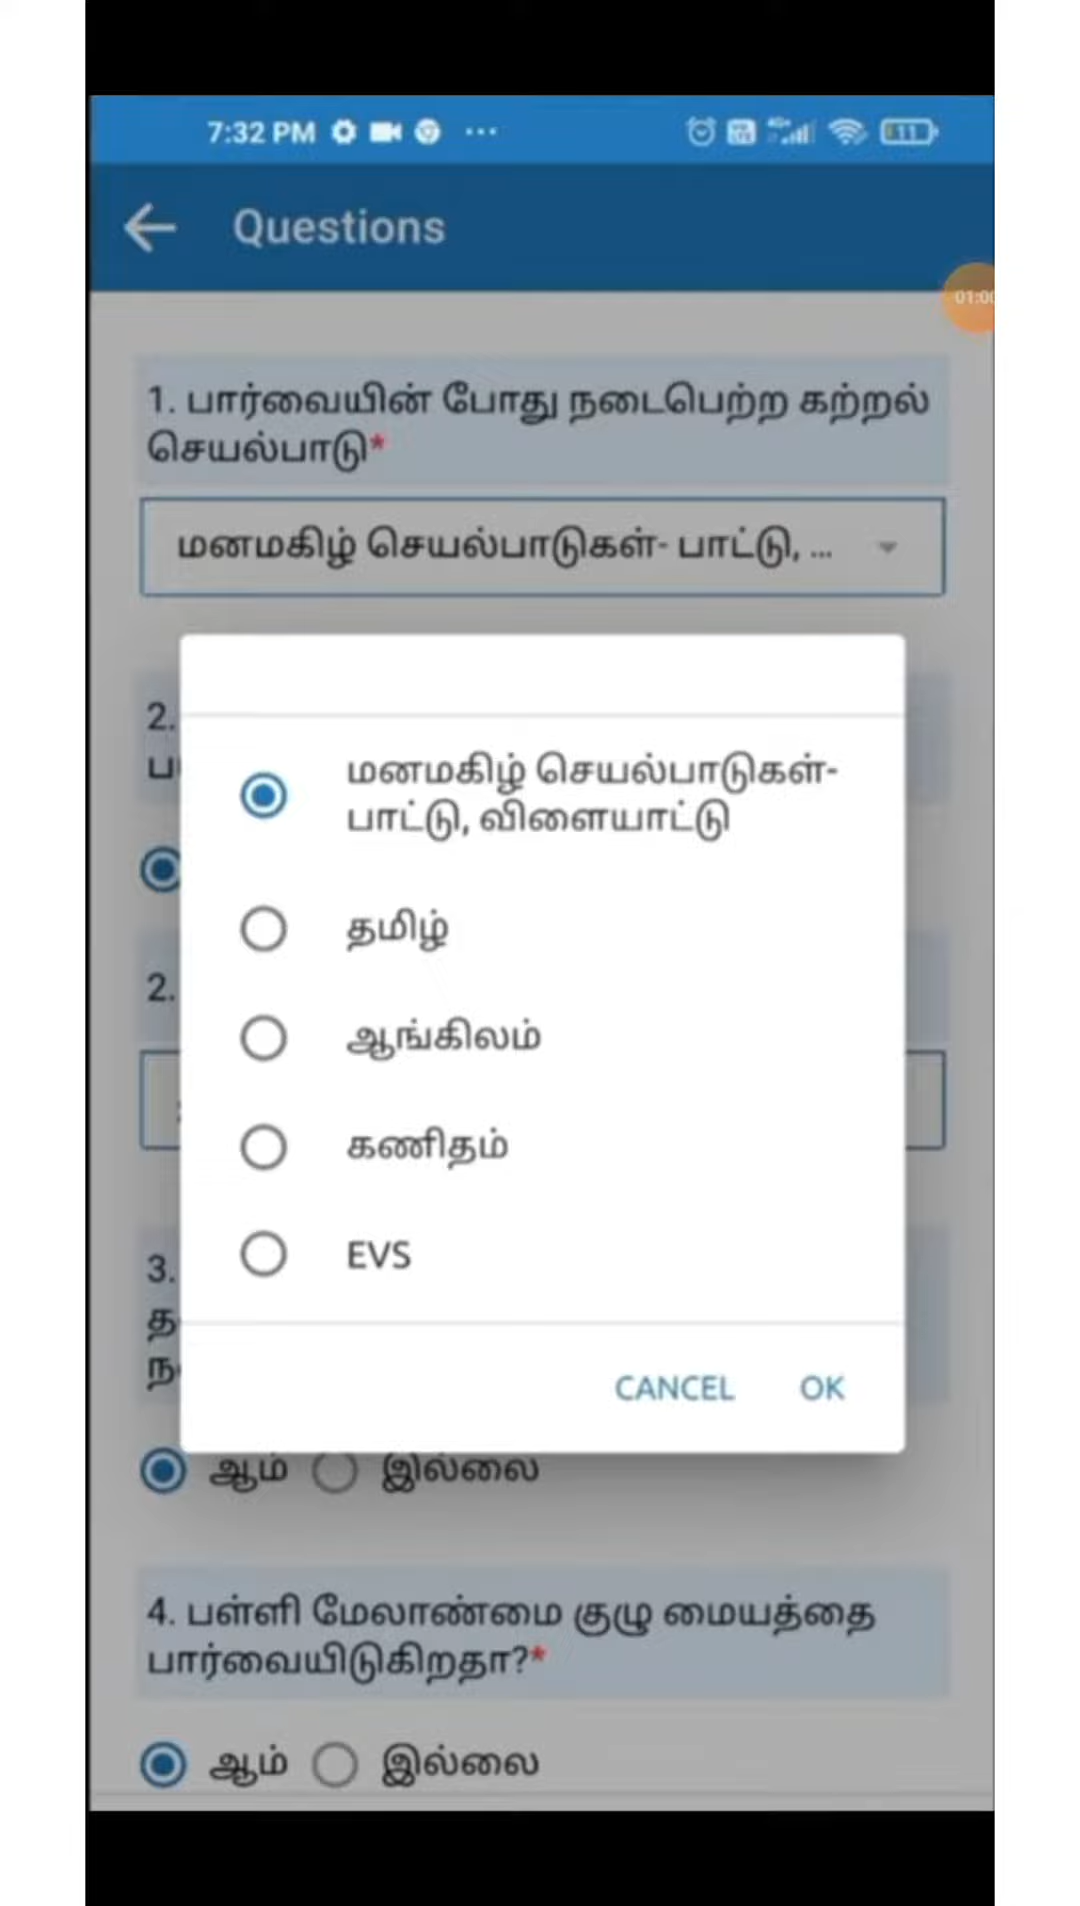 7:32 PM
11
Questions
01:00
1. பார்வையின் போது நடைபெற்ற கற்றல்
செயல்பாடு*
மனமகிழ் செயல்பாடுகள்- பாட்டு, ...
2.
மனமகிழ் செயல்பாடுகள்-
பாட்டு, விளையாட்டு
தமிழ்
2.
ஆங்கிலம்
கணிதம்
EVS
3.
CANCEL OK
ஆம் இல்லை
4. பள்ளி மேலாண்மை குழு மையத்தை
பார்வையிடுகிறதா?*
ஆம் இல்லை